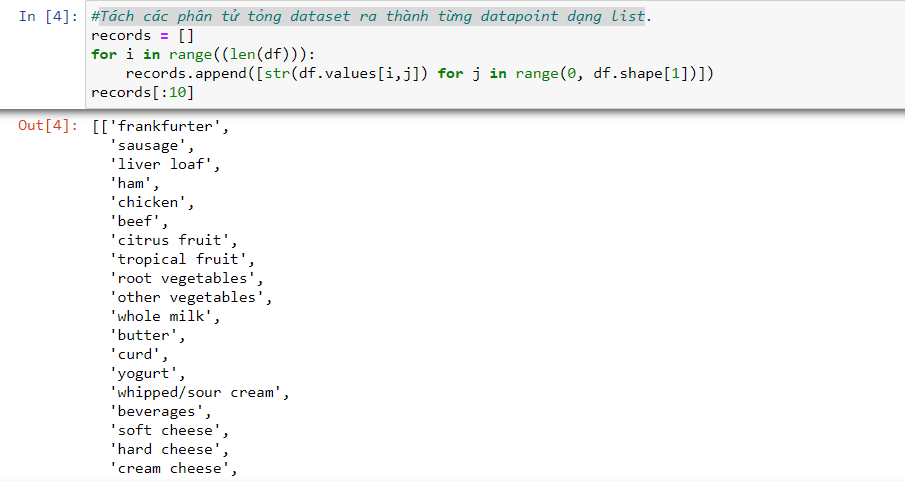 In [4]: #Tách các phân tử tỏng dataset ra thành từng datapoint dạng list.
records = []
for i in range((len(df))):
    records.append([str(df.values[i,j]) for j in range(0, df.shape[1])])
records[:10]
Out[4]: [['frankfurter',
'sausage',
'liver loaf',
'ham',
'chicken',
'beef',
'citrus fruit',
'tropical fruit',
'root vegetables',
'other vegetables',
'whole milk',
'butter',
'curd',
'yogurt',
'whipped/sour cream',
'beverages',
'soft cheese',
'hard cheese',
'cream cheese',